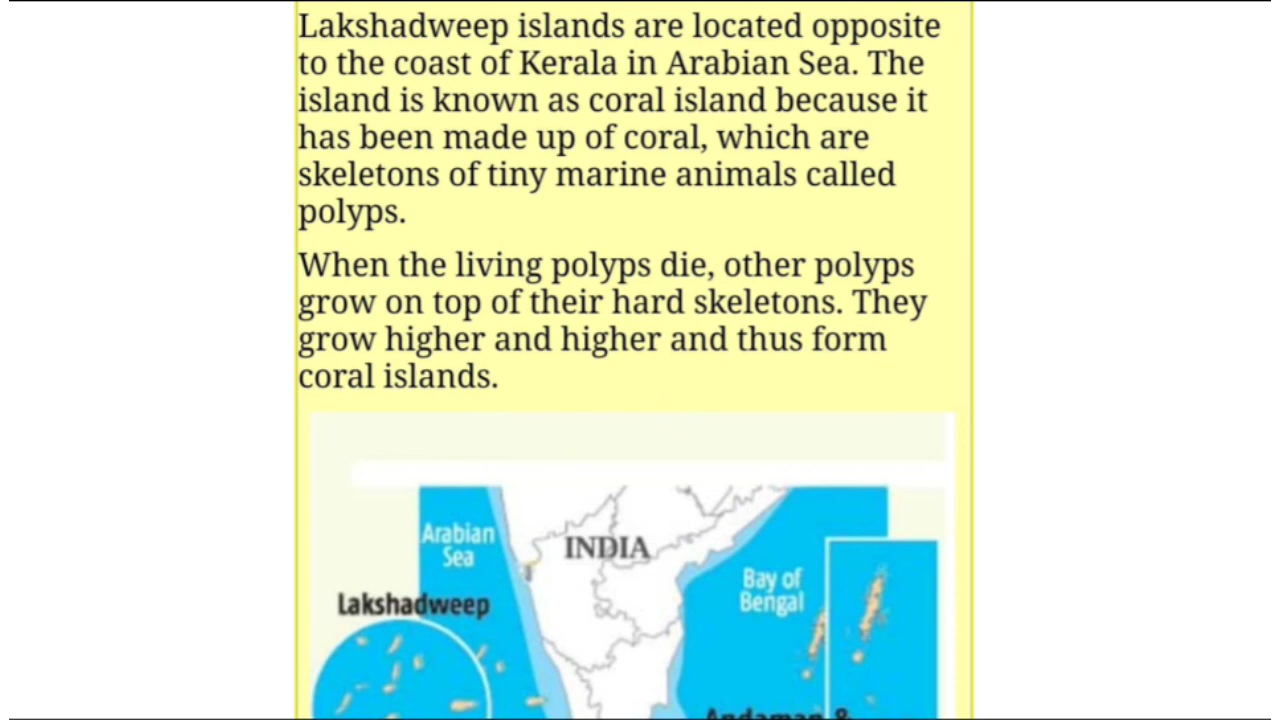 Lakshadweep islands are located opposite
to the coast of Kerala in Arabian Sea. The
island is known as coral island because it
has been made up of coral, which are
skeletons of tiny marine animals called
polyps.
When the living polyps die, other polyps
grow on top of their hard skeletons. They
grow higher and higher and thus form
coral islands.
Arabian
Sea
INDIA
Bay of
Bengal
Lakshadweep
Andaman &